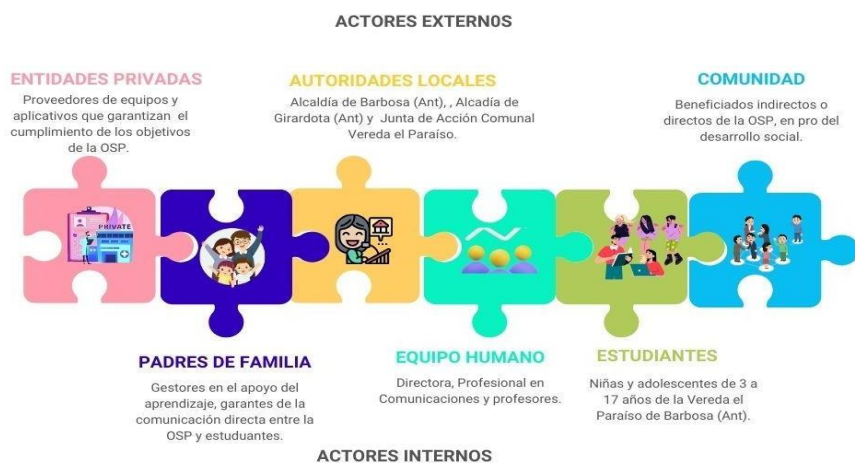 ACTORES EXTERN0S
ENTIDADES PRIVADAS
Proveedores de equipos y
aplicativos que garantizan el
cumplimiento de los objetivos
de la OSP.
AUTORIDADES LOCALES
Alcaldía de Barbosa (Ant), , Alcadía de
Girardota (Ant) y Junta de Acción Comunal
Vereda el Paraíso.
COMUNIDAD
Beneficiados indirectos o
directos de la OSP, en pro del
desarrollo social.
PRIVATE
PADRES DE FAMILIA
Gestores en el apoyo del
aprendizaje, garantes de la
comunicación directa entre la
OSP y estudiantes.
EQUIPO HUMANO
Directora, Profesional en
Comunicaciones y profesores.
ESTUDIANTES
Niñas y adolescentes de 3 a
17 años de la Vereda el
Paraíso de Barbosa (Ant).
ACTORES INTERNOS